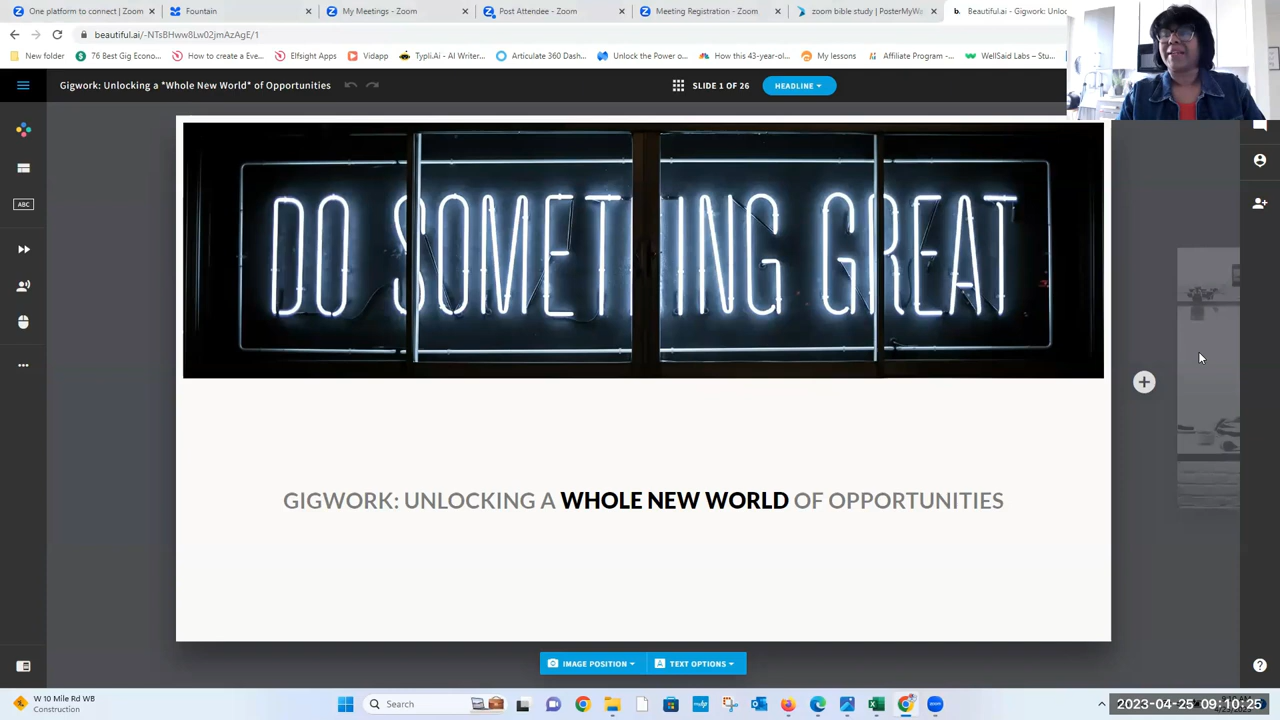 One platform to connect | Zoom
Fountain
My Meetings - Zoom
Post Attendee - Zoom
Meeting Registration - Zoom
zoom bible study | PosterMyWa
b. Beautiful.ai - Gigwork: Unloc
beautiful.ai/-NTsBHww8Lw02jmAzAgE/1
New folder
76 Best Gig Econo...
How to create a Eve...
Elfsight Apps
Vidapp
Typli.Ai - AI Writer...
Articulate 360 Dash...
Unlock the Power o...
How this 43-year-ol...
My lessons
Affiliate Program -...
WellSaid Labs – Stu...
Gigwork: Unlocking a *Whole New World* of Opportunities
SLIDE 1 OF 26
HEADLINE
ABC
DO SOMETHING GREAT
GIGWORK: UNLOCKING A WHOLE NEW WORLD OF OPPORTUNITIES
IMAGE POSITION
TEXT OPTIONS
W 10 Mile Rd WB
Construction
Search
2023-04-25 09:10:25